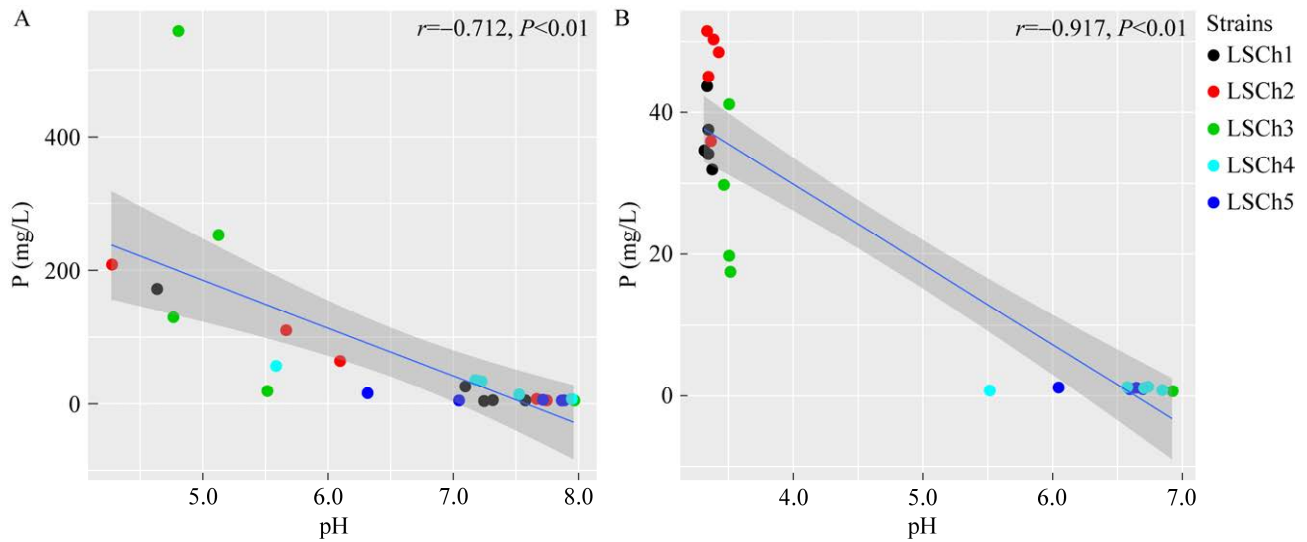 A
r=–0.712, P<0.01
P (mg/L)
400
200
0
5.0 6.0 7.0 8.0
pH
B
r=–0.917, P<0.01
P (mg/L)
40
20
0
4.0 5.0 6.0 7.0
pH
Strains
LSCh1
LSCh2
LSCh3
LSCh4
LSCh5